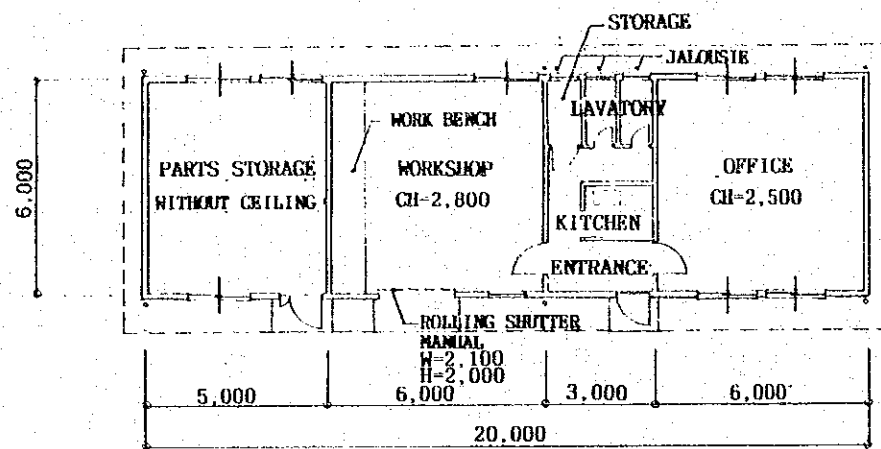 STORAGE
JALOUSIE
LAVATORY
WORK BENCH
PARTS STORAGE
WITHOUT CEILING
WORKSHOP
CH=2,800
OFFICE
CH=2,500
KITCHEN
ENTRANCE
6,000
ROLLING SHUTTER
MANUAL
W=2,100
H=2,000
5,000
6,000
3,000
6,000
20,000